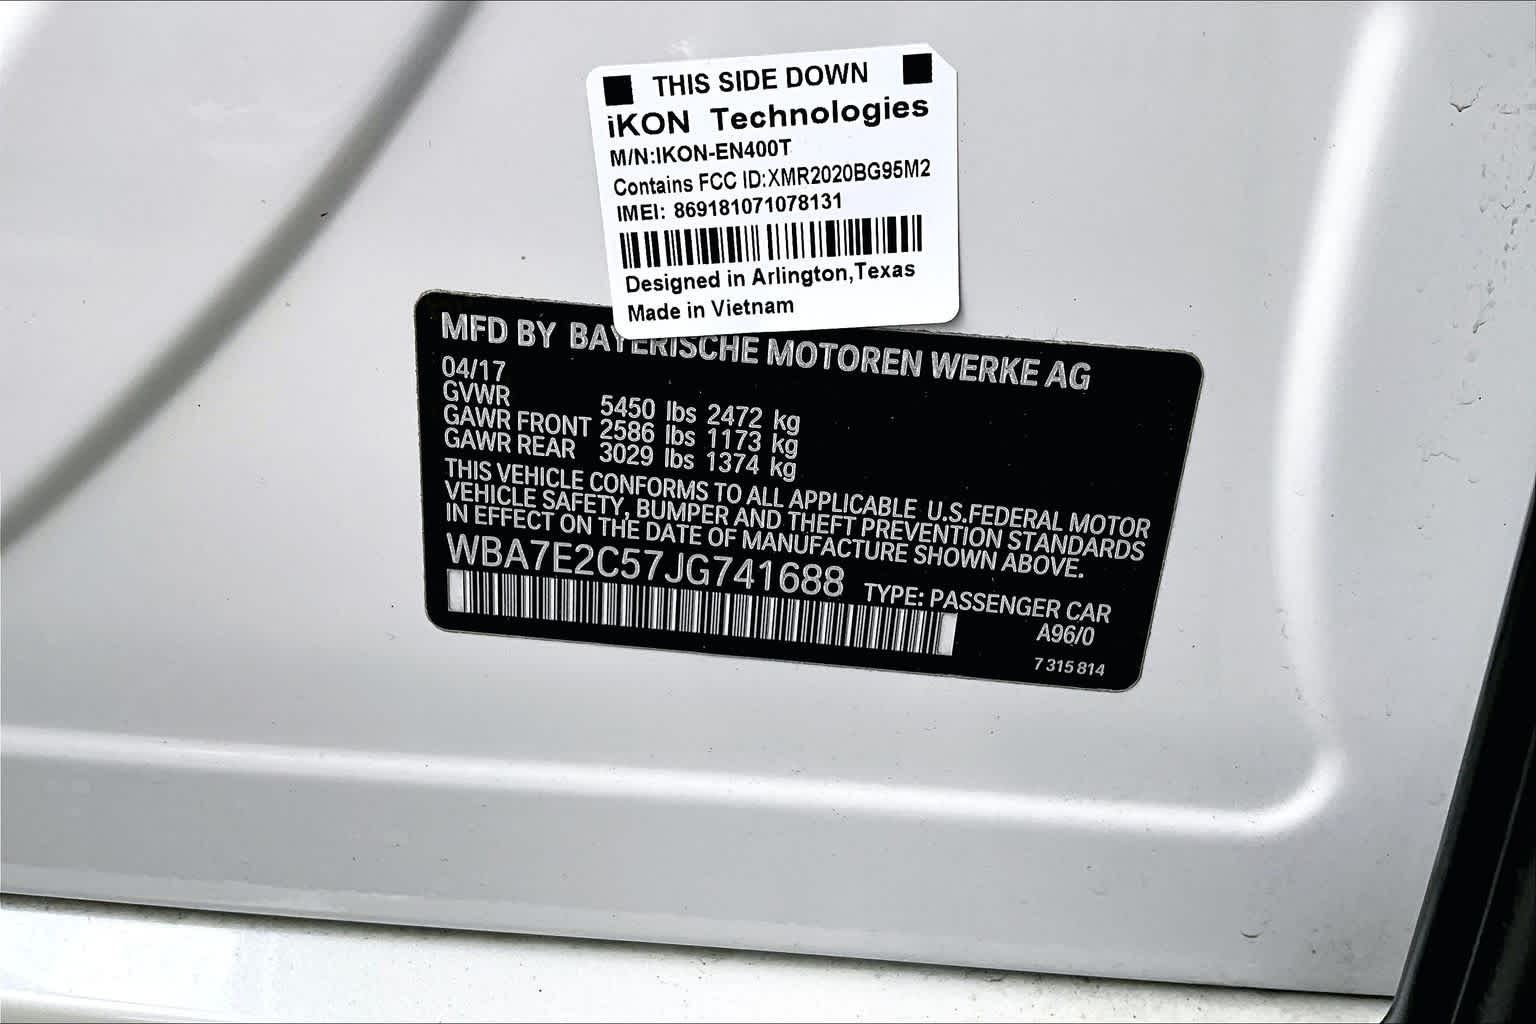 THIS SIDE DOWN
iKON Technologies
M/N:IKON-EN400T
Contains FCC ID:XMR2020BG95M2
IMEI: 869181071078131
Designed in Arlington,Texas
Made in Vietnam
MFD BY BAYERISCHE MOTOREN WERKE AG
04/17
GVWR 5450 lbs 2472 kg
GAWR FRONT 2586 lbs 1173 kg
GAWR REAR 3029 lbs 1374 kg
THIS VEHICLE CONFORMS TO ALL APPLICABLE U.S.FEDERAL MOTOR
VEHICLE SAFETY, BUMPER AND THEFT PREVENTION STANDARDS
IN EFFECT ON THE DATE OF MANUFACTURE SHOWN ABOVE.
WBA7E2C57JG741688 TYPE: PASSENGER CAR
A96/0
7 315 814